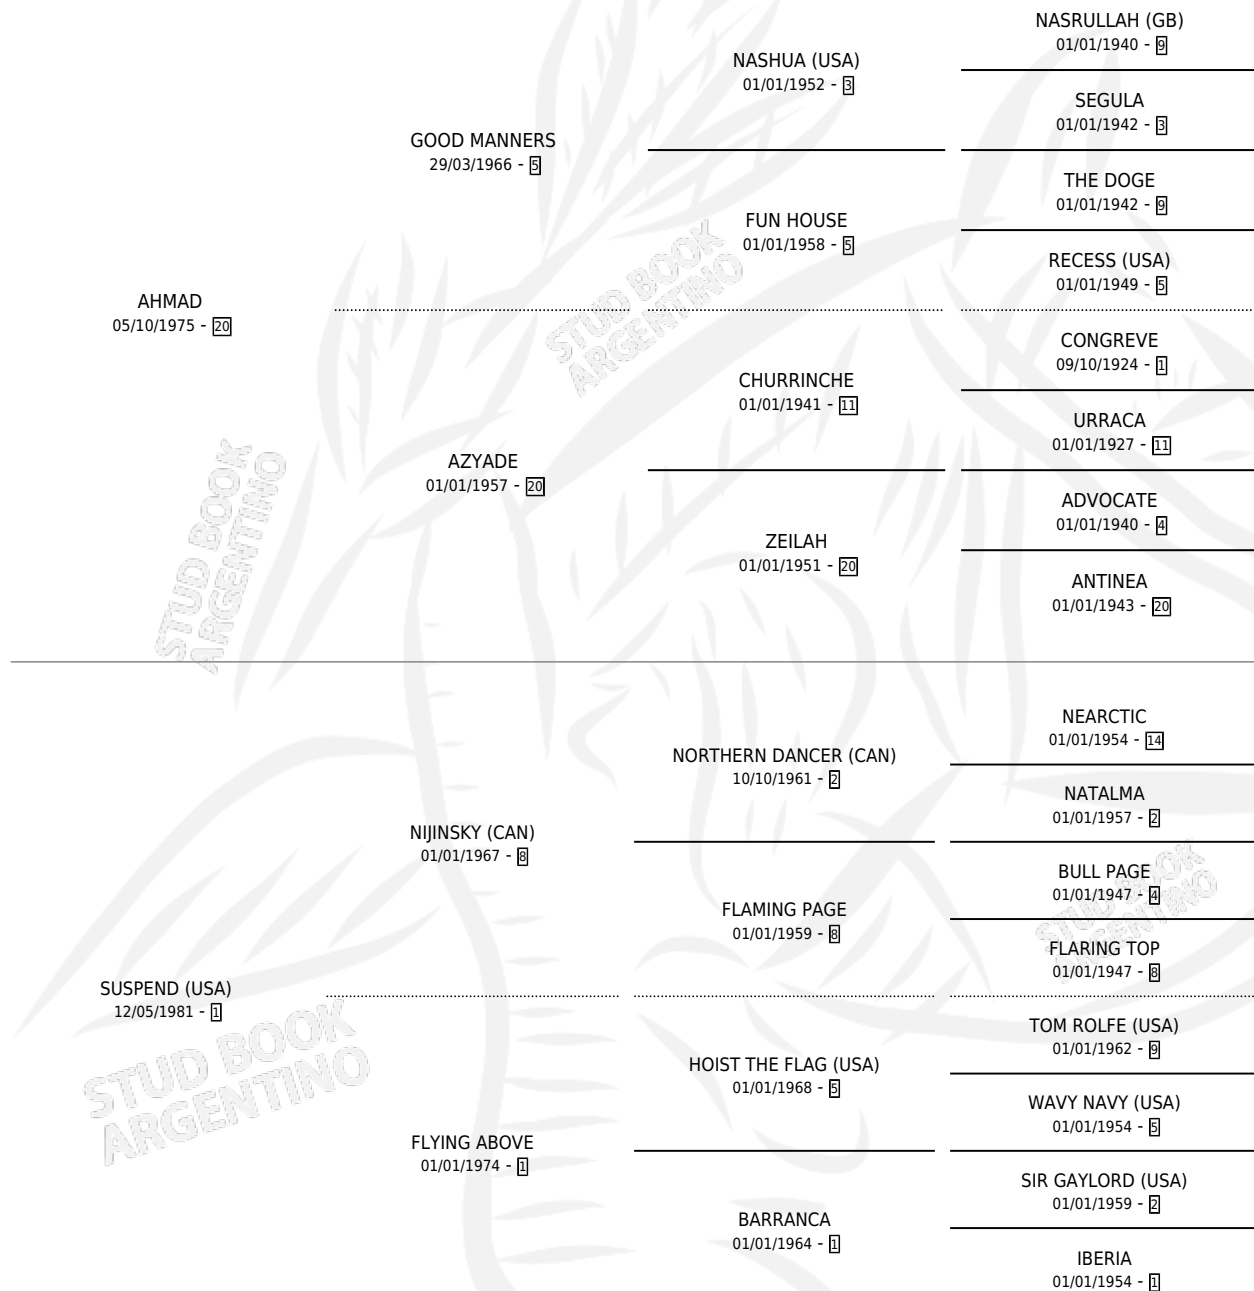 NASRULLAH (GB)
01/01/1940 - 9
NASHUA (USA)
01/01/1952 - 3
SEGULA
01/01/1942 - 3
GOOD MANNERS
29/03/1966 - 5
THE DOGE
01/01/1942 - 9
FUN HOUSE
01/01/1958 - 5
RECESS (USA)
01/01/1949 - 5
AHMAD
05/10/1975 - 20
CONGREVE
09/10/1924 - 1
CHURRINCHE
01/01/1941 - 11
URRACA
01/01/1927 - 11
AZYADE
01/01/1957 - 20
ADVOCATE
01/01/1940 - 4
ZEILAH
01/01/1951 - 20
ANTINEA
01/01/1943 - 20
NEARCTIC
01/01/1954 - 14
NORTHERN DANCER (CAN)
10/10/1961 - 2
NATALMA
01/01/1957 - 2
NIJINSKY (CAN)
01/01/1967 - 8
BULL PAGE
01/01/1947 - 4
FLAMING PAGE
01/01/1959 - 8
FLARING TOP
01/01/1947 - 8
SUSPEND (USA)
12/05/1981 - 1
TOM ROLFE (USA)
01/01/1962 - 9
HOIST THE FLAG (USA)
01/01/1968 - 5
WAVY NAVY (USA)
01/01/1954 - 5
FLYING ABOVE
01/01/1974 - 1
SIR GAYLORD (USA)
01/01/1959 - 2
BARRANCA
01/01/1964 - 1
IBERIA
01/01/1954 - 1
STUD BOOK
ARGENTINO
STUD BOOK
ARGENTINO
STUD BOOK
ARGENTINO
STUD BOOK
ARGENTINO